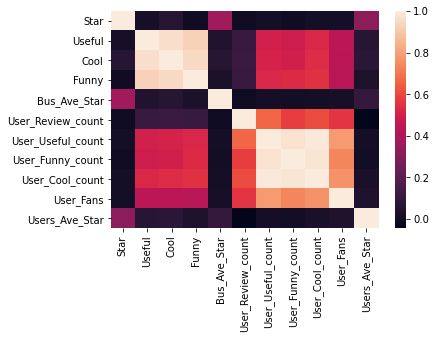 Star
Useful
Cool
Funny
Bus_Ave_Star
User_Review_count
User_Useful_count
User_Funny_count
User_Cool_count
User_Fans
Users_Ave_Star
1.0
0.8
0.6
0.4
0.2
0.0
Star
Useful
Cool
Funny
Bus_Ave_Star
User_Review_count
User_Useful_count
User_Funny_count
User_Cool_count
User_Fans
Users_Ave_Star